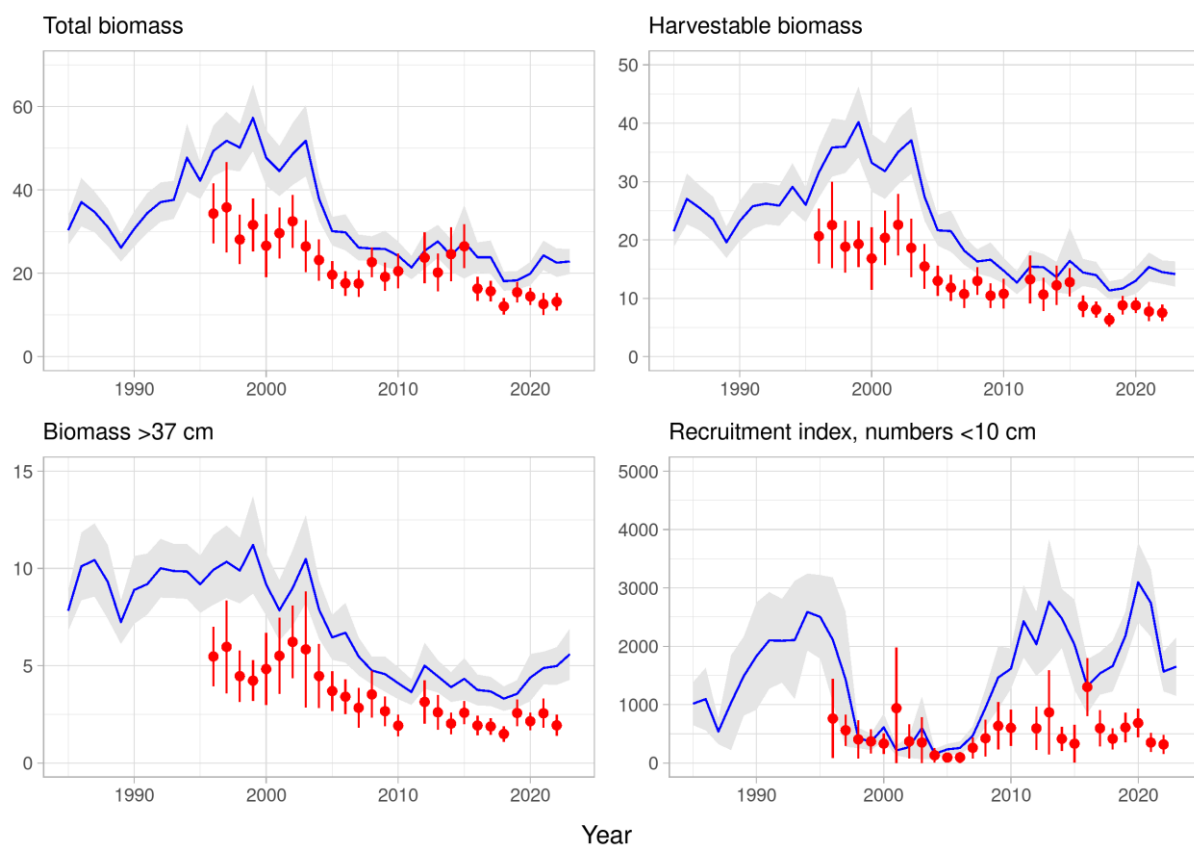 Total biomass
Harvestable biomass
60
40
20
0
50
40
30
20
10
0
1990 2000 2010 2020
1990 2000 2010 2020
Biomass >37 cm
Recruitment index, numbers <10 cm
15
10
5
0
5000
4000
3000
2000
1000
0
1990 2000 2010 2020
1990 2000 2010 2020
Year